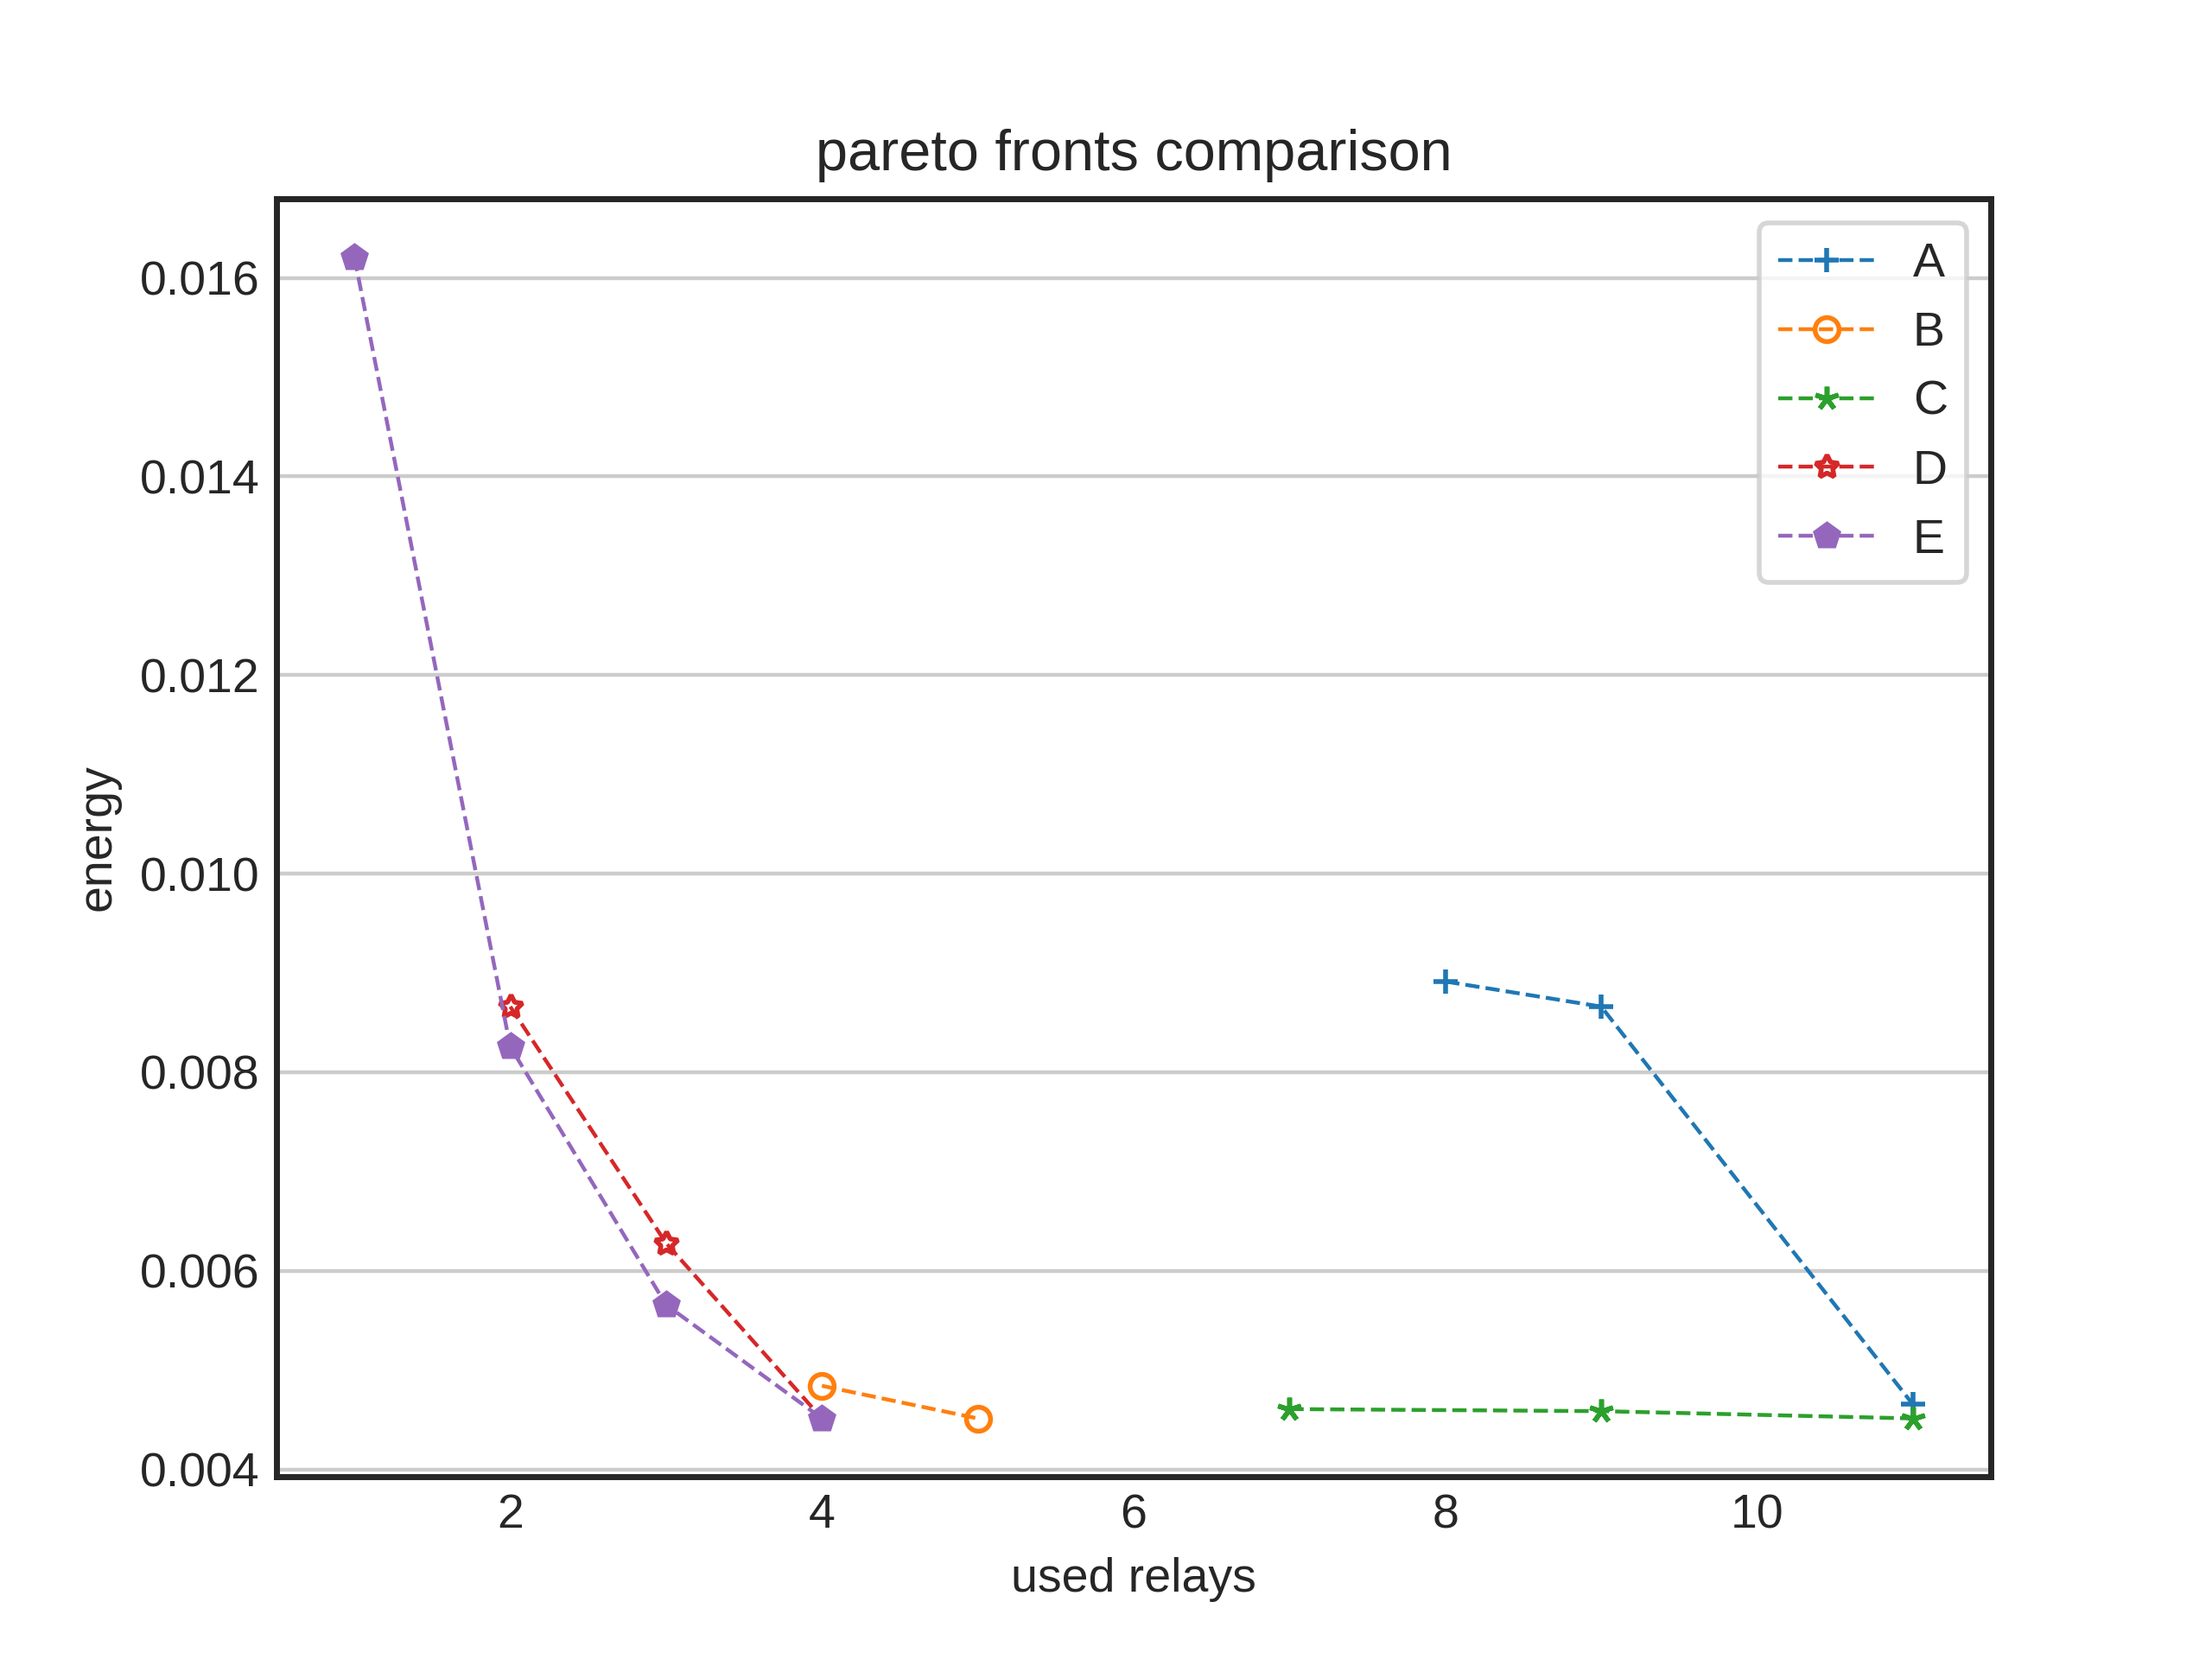 pareto fronts comparison
0.016
0.014
0.012
0.010
0.008
0.006
0.004
energy
A
B
C
D
E
2 4 6 8 10
used relays